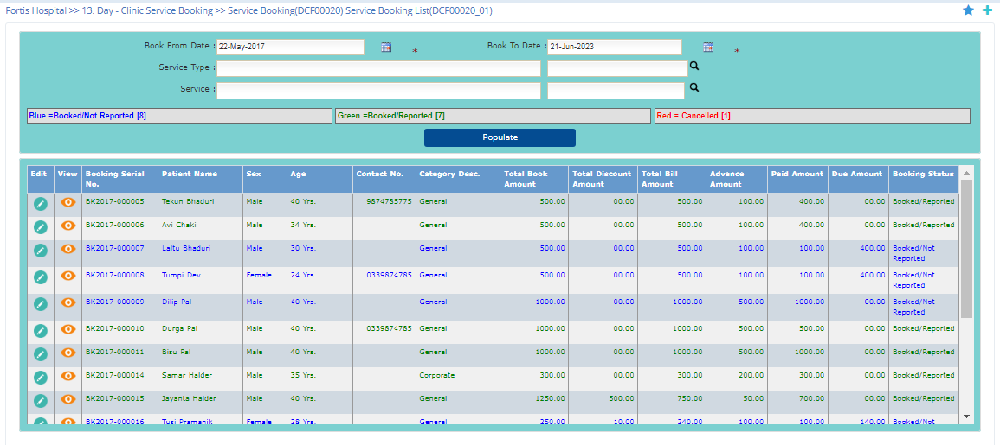 Fortis Hospital >> 13. Day - Clinic Service Booking >> Service Booking(DCF00020) Service Booking List(DCF00020_01)
Book From Date : 22-May-2017 * Book To Date : 21-Jun-2023 *
Service Type :
Service :
Blue =Booked/Not Reported [8] Green =Booked/Reported [7] Red = Cancelled [1]
Populate
Edit View Booking Serial No. Patient Name Sex Age Contact No. Category Desc. Total Book Amount Total Discount Amount Total Bill Amount Advance Amount Paid Amount Due Amount Booking Status
BK2017-000005 Tekun Bhaduri Male 40 Yrs. 9874785775 General 500.00 00.00 500.00 100.00 400.00 00.00 Booked/Reported
BK2017-000006 Avi Chaki Male 34 Yrs. General 500.00 00.00 500.00 100.00 400.00 00.00 Booked/Reported
BK2017-000007 Laltu Bhaduri Male 30 Yrs. General 500.00 00.00 500.00 100.00 100.00 400.00 Booked/Not Reported
BK2017-000008 Tumpi Dev Female 24 Yrs. 0339874785 General 500.00 00.00 500.00 100.00 100.00 400.00 Booked/Not Reported
BK2017-000009 Dilip Pal Male 40 Yrs. General 1000.00 00.00 1000.00 500.00 1000.00 00.00 Booked/Not Reported
BK2017-000010 Durga Pal Male 40 Yrs. 0339874785 General 1000.00 00.00 1000.00 500.00 500.00 00.00 Booked/Reported
BK2017-000011 Bisu Pal Male 40 Yrs. General 1000.00 00.00 1000.00 500.00 1000.00 00.00 Booked/Reported
BK2017-000014 Samar Halder Male 35 Yrs. Corporate 300.00 00.00 300.00 200.00 300.00 00.00 Booked/Reported
BK2017-000015 Jayanta Halder Male 40 Yrs. General 1250.00 500.00 750.00 50.00 700.00 00.00 Booked/Reported
BK2017-000016 Tusi Pramanik Female 28 Yrs. General 250.00 10.00 240.00 100.00 100.00 140.00 Booked/Not